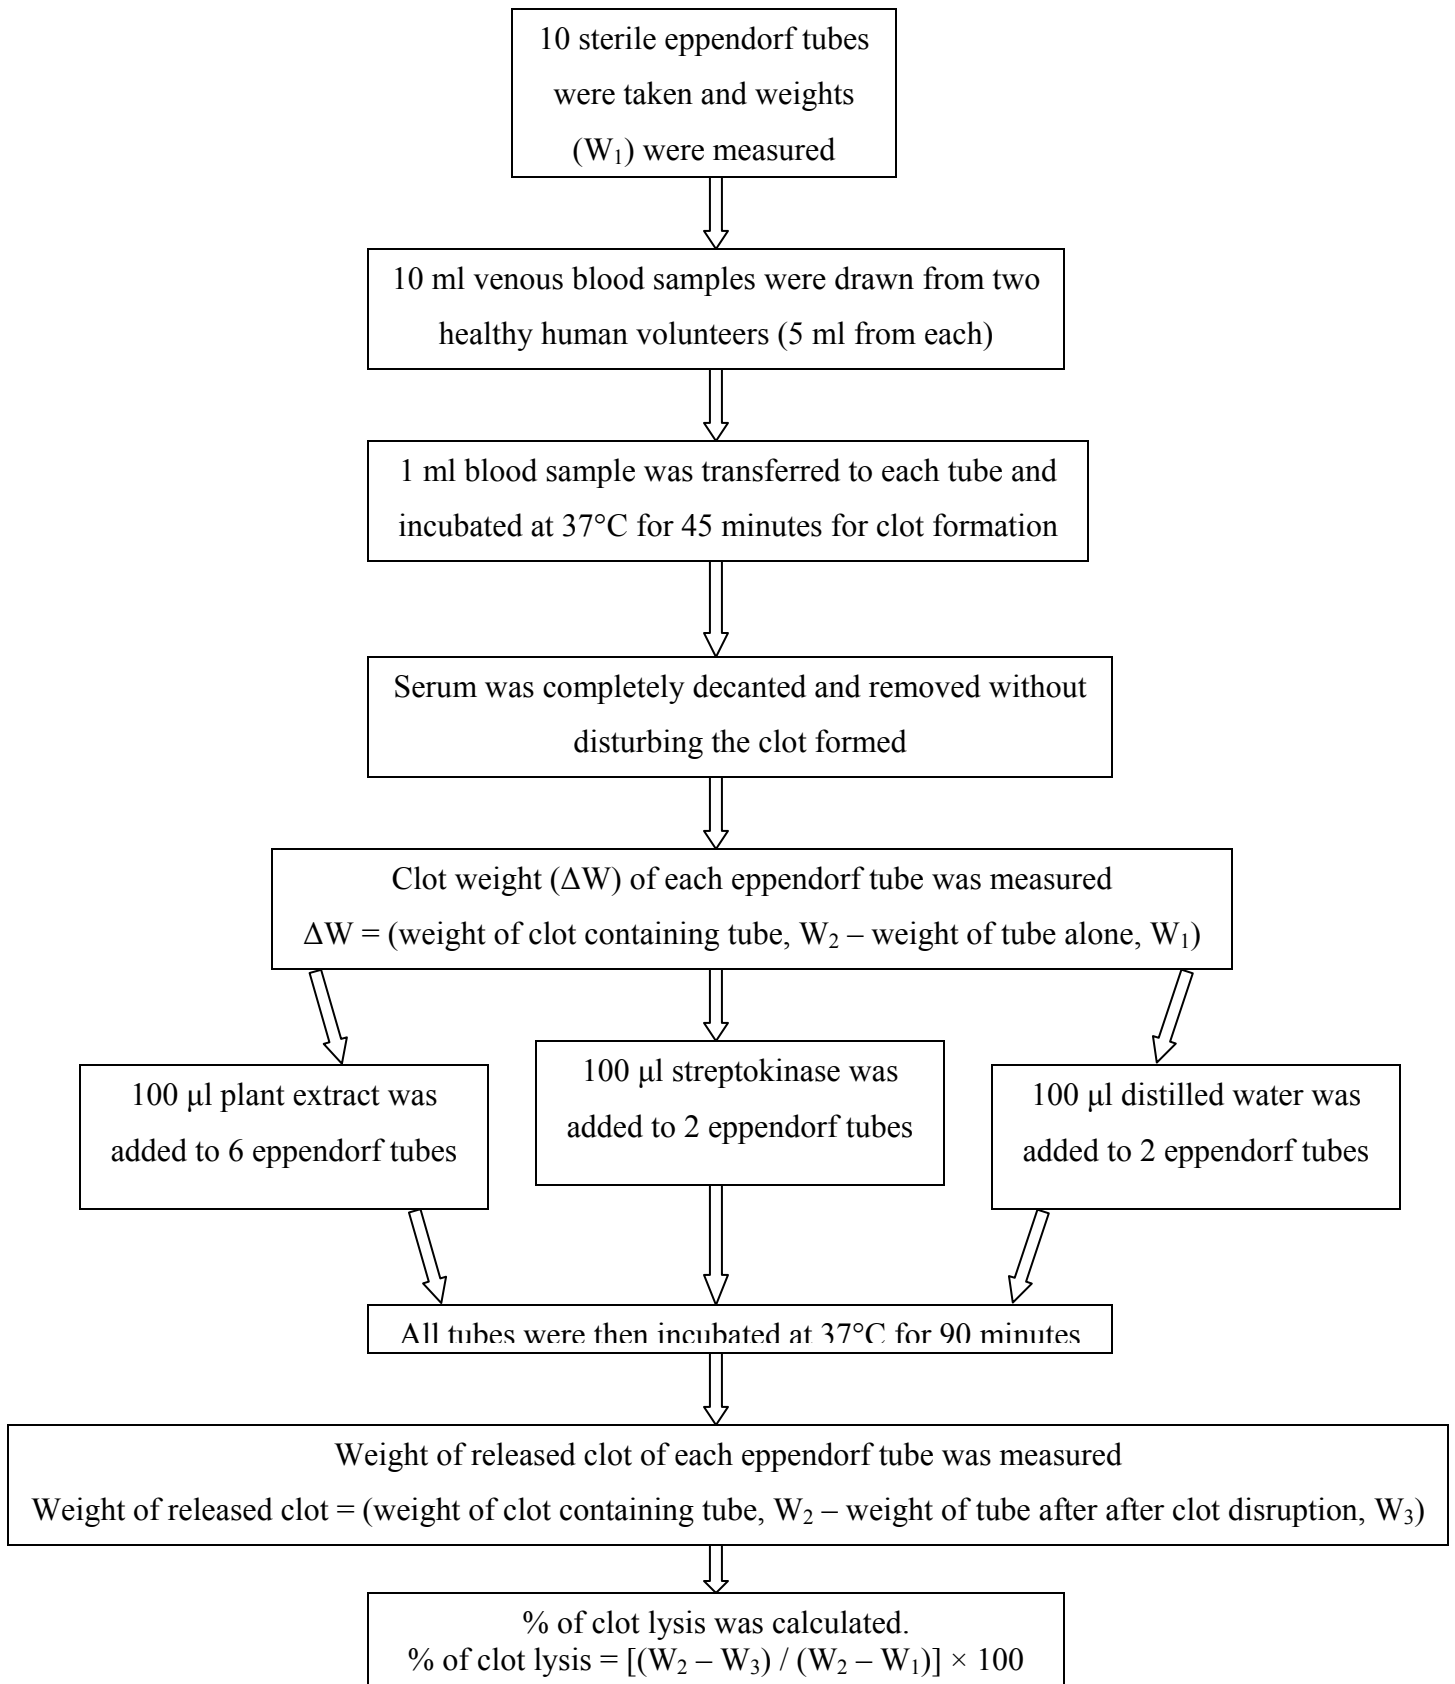 10 sterile eppendorf tubes
were taken and weights
(W₁) were measured
10 ml venous blood samples were drawn from two
healthy human volunteers (5 ml from each)
1 ml blood sample was transferred to each tube and
incubated at 37°C for 45 minutes for clot formation
Serum was completely decanted and removed without
disturbing the clot formed
Clot weight (ΔW) of each eppendorf tube was measured
ΔW = (weight of clot containing tube, W₂ – weight of tube alone, W₁)
100 μl plant extract was
added to 6 eppendorf tubes
100 μl streptokinase was
added to 2 eppendorf tubes
100 μl distilled water was
added to 2 eppendorf tubes
All tubes were then incubated at 37°C for 90 minutes
Weight of released clot of each eppendorf tube was measured
Weight of released clot = (weight of clot containing tube, W₂ – weight of tube after after clot disruption, W₃)
% of clot lysis was calculated.
% of clot lysis = [(W₂ – W₃) / (W₂ – W₁)] × 100